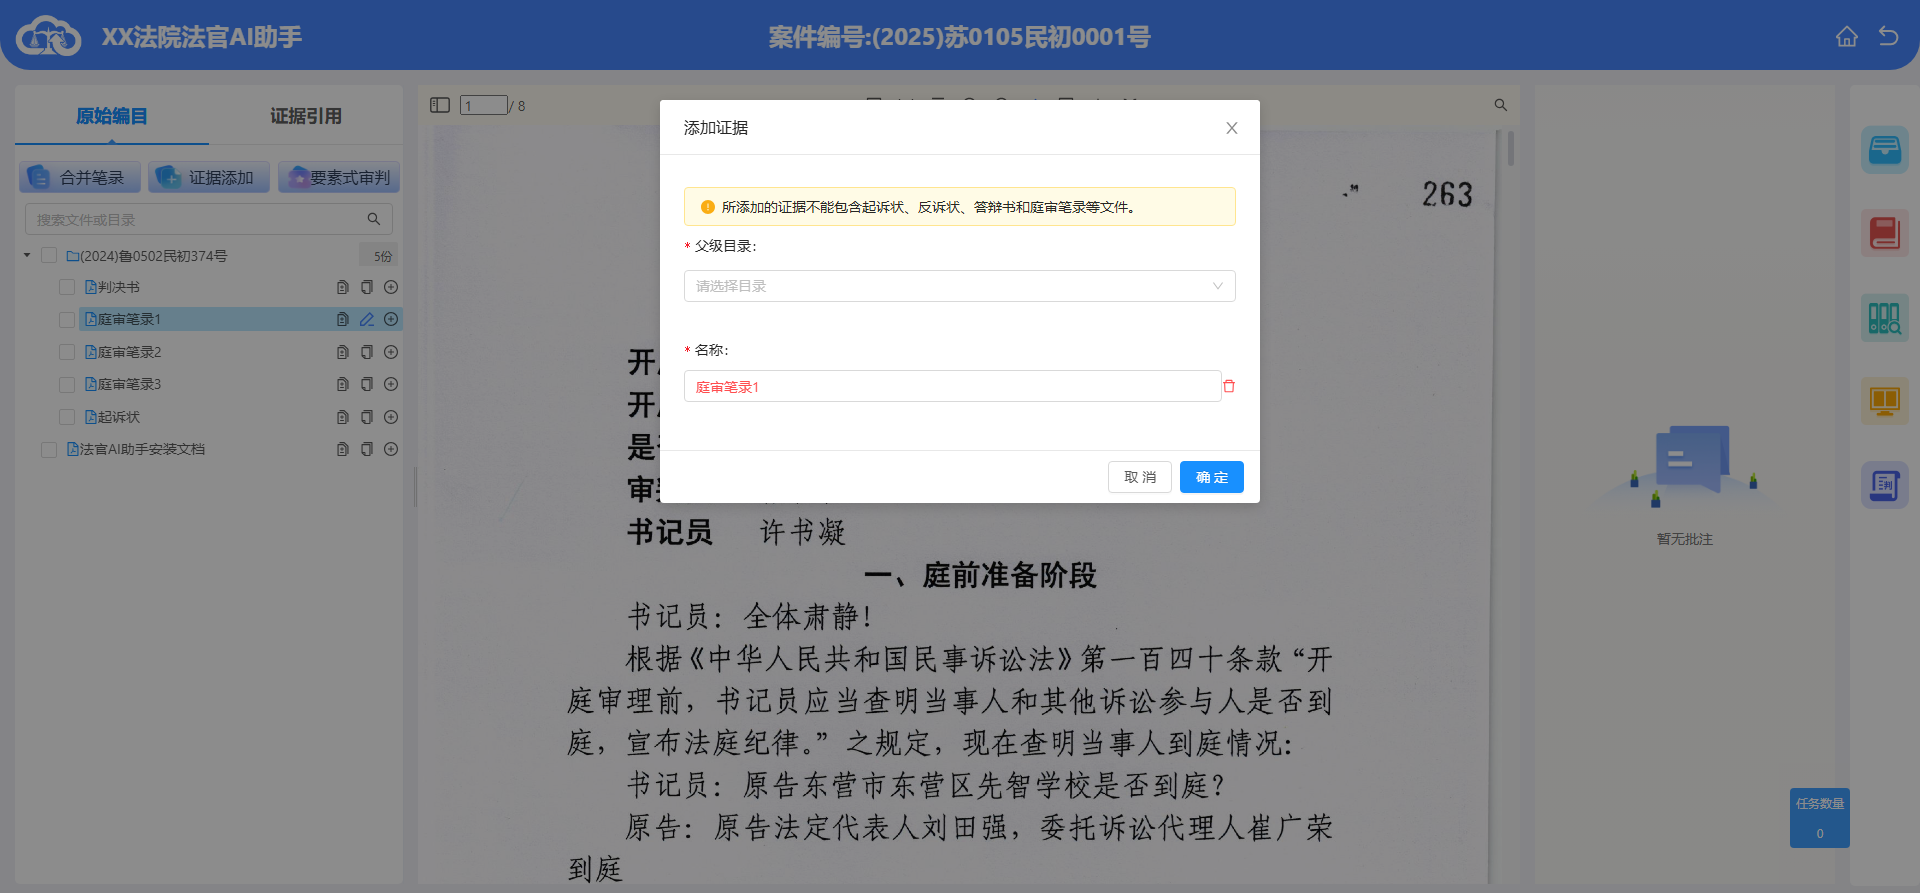 XX法院法官AI助手
案件编号:(2025)苏0105民初0001号
原始编目
证据引用
合并笔录
证据添加
要素式审判
搜索文件或目录
(2024)鲁0502民初374号
5份
判决书
庭审笔录1
庭审笔录2
庭审笔录3
起诉状
法官AI助手安装文档
1 / 8
添加证据
所添加的证据不能包含起诉状、反诉状、答辩书和庭审笔录等文件。
* 父级目录:
请选择目录
* 名称:
庭审笔录1
取 消
确 定
263
开
开
是
审
书记员 许书凝
一、庭前准备阶段
书记员：全体肃静！
根据《中华人民共和国民事诉讼法》第一百四十条款“开
庭审理前，书记员应当查明当事人和其他诉讼参与人是否到
庭，宣布法庭纪律。”之规定，现在查明当事人到庭情况：
书记员：原告东营市东营区先智学校是否到庭？
原告：原告法定代表人刘田强，委托诉讼代理人崔广荣
到庭
暂无批注
判
任务数量
0